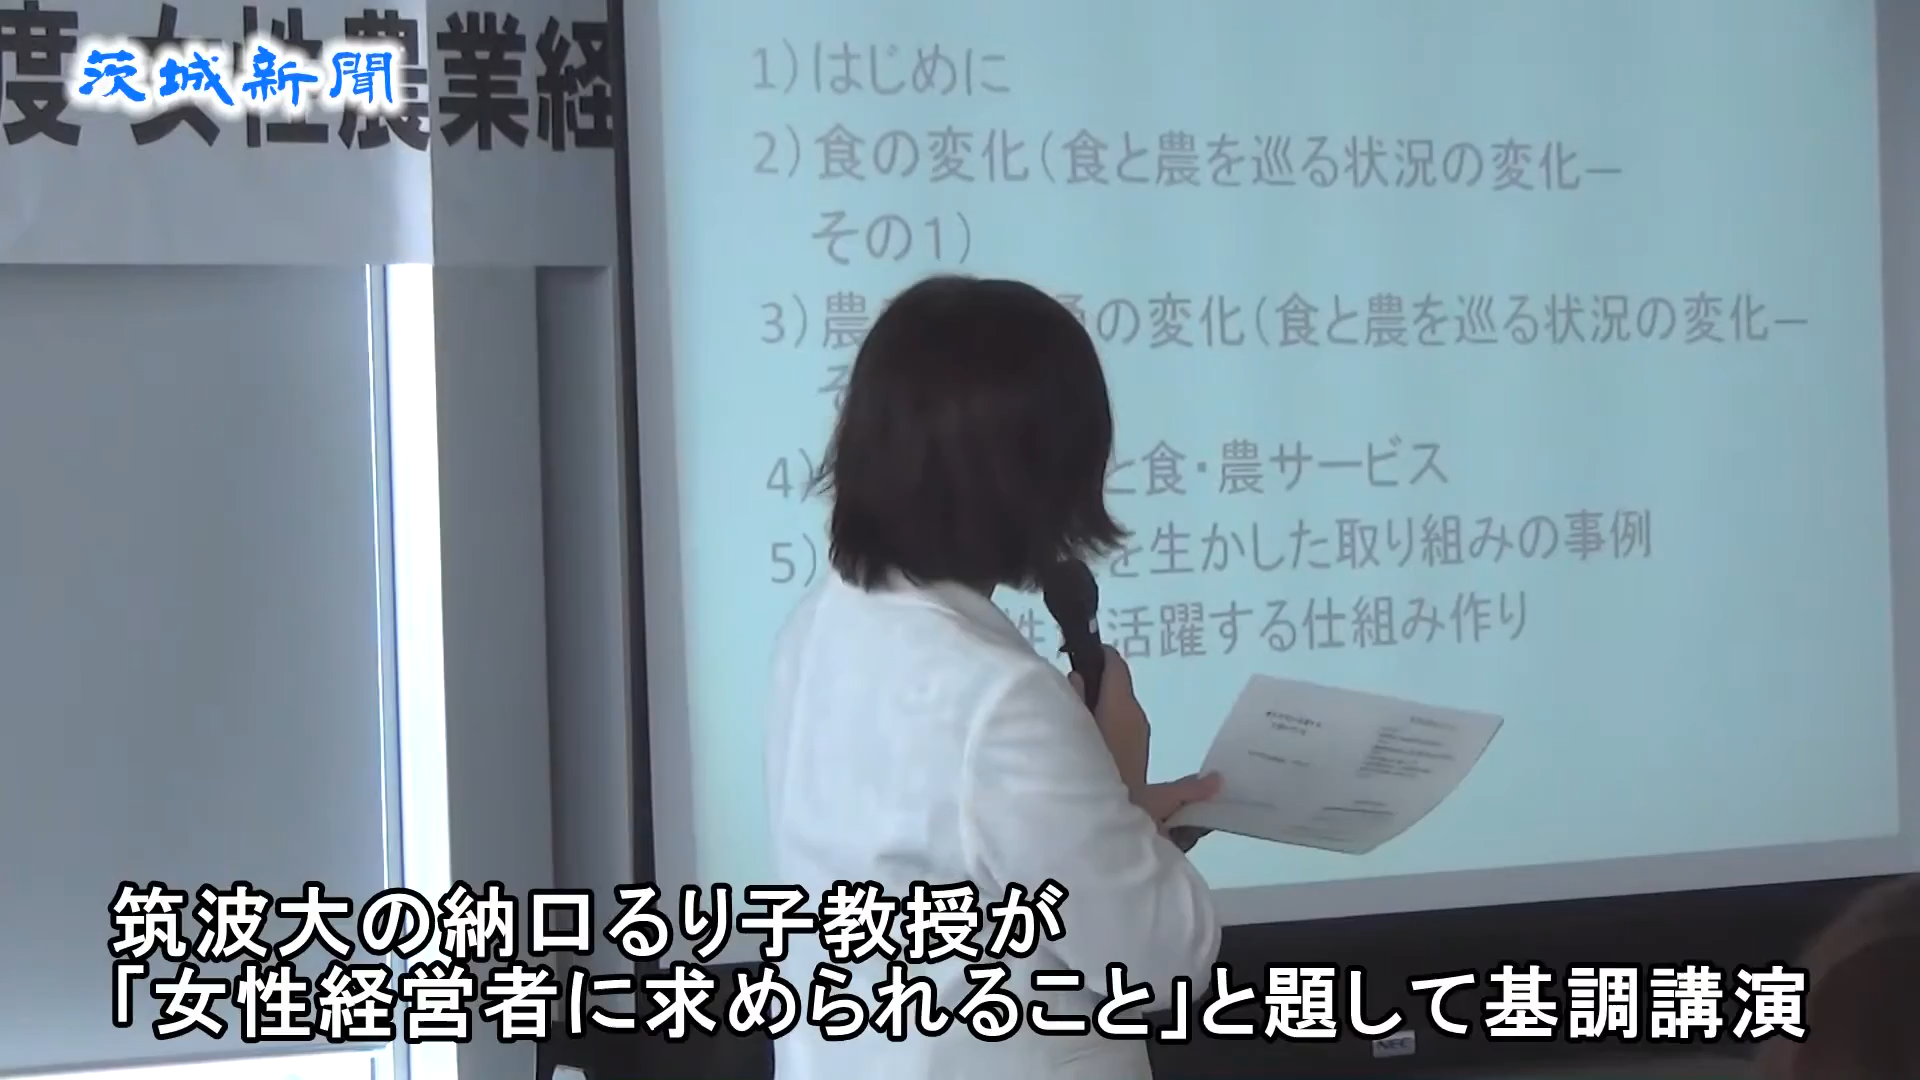 度 女性農業経
茨城新聞
1)はじめに
2)食の変化(食と農を巡る状況の変化—
その1)
3)農 の変化(食と農を巡る状況の変化—
そ
4) と食・農サービス
5) を生かした取り組みの事例
性が活躍する仕組み作り
筑波大の納口るり子教授が
「女性経営者に求められること」と題して基調講演
NEC